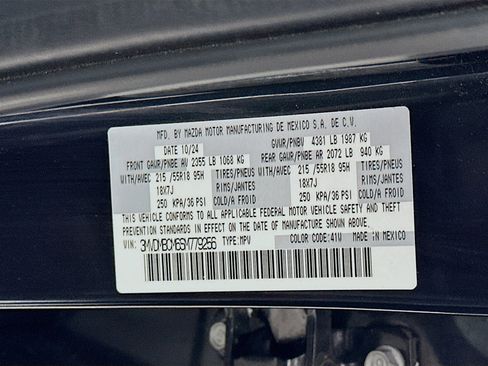 MFD. BY MAZDA MOTOR MANUFACTURING DE MEXICO S.A. DE C.V.
DATE 10/24 GVWR/PNBV 4381 LB 1987 KG
FRONT GAWR/PNBE AV 2355 LB 1068 KG REAR GAWR/PNBE AR 2072 LB 940 KG
WITH/AVEC 215 /55R18 95H TIRES/PNEUS WITH/AVEC 215 /55R18 95H TIRES/PNEUS
18X7J RIMS/JANTES 18X7J RIMS/JANTES
250 KPA/36 PSI COLD/A FROID 250 KPA/36 PSI COLD/A FROID
THIS VEHICLE CONFORMS TO ALL APPLICABLE FEDERAL MOTOR VEHICLE SAFETY AND
THEFT PREVENTION STANDARDS IN EFFECT ON THE DATE OF MANUFACTURE SHOWN ABOVE.
VIN: TYPE:MPV COLOR:41W MADE IN MEXICO